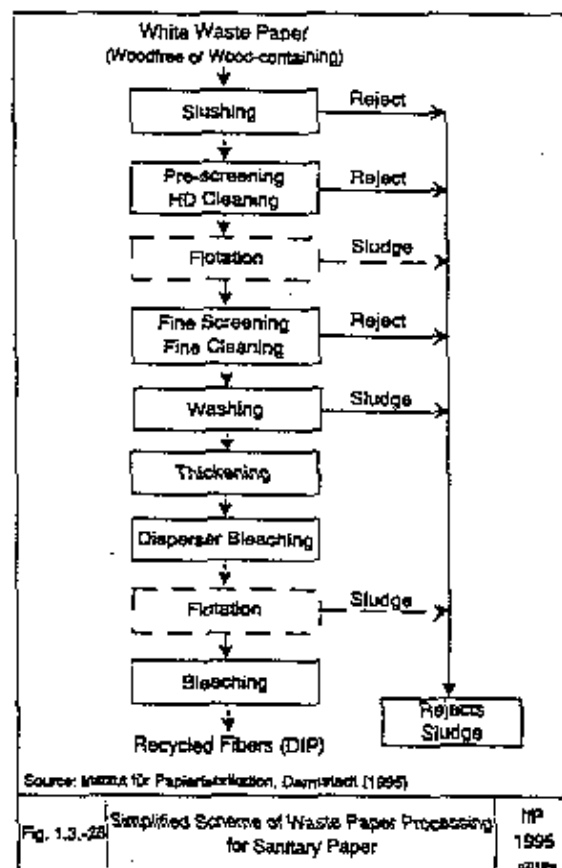 White Waste Paper
(Woodfree or Wood-containing)
Slushing
Reject
Pre-screening
HD Cleaning
Reject
Flotation
Sludge
Fine Screening
Fine Cleaning
Reject
Washing
Sludge
Thickening
Disperser Bleaching
Flotation
Sludge
Bleaching
Rejects
Sludge
Recycled Fibers (DIP)
Source: Institut für Papierfabrikation, Darmstadt (1995)
Fig. 1.3.-28
Simplified Scheme of Waste Paper Processing
for Sanitary Paper
1995